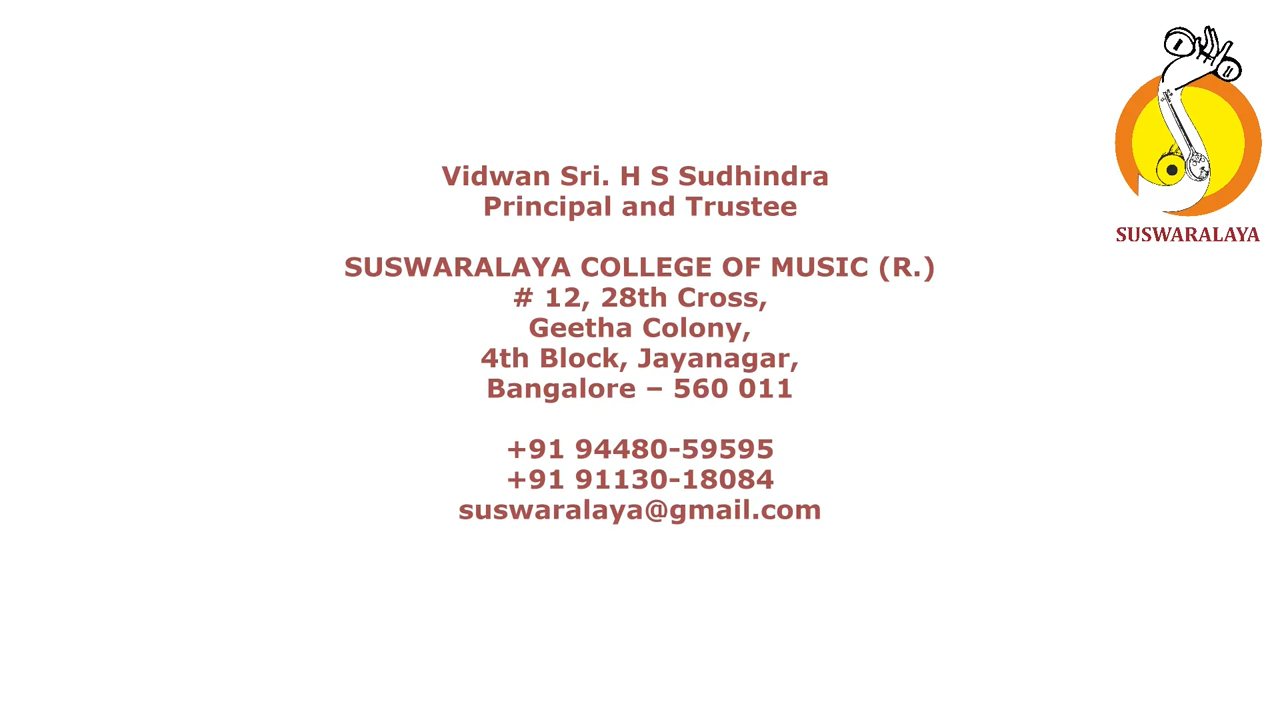 Vidwan Sri. H S Sudhindra
Principal and Trustee
SUSWARALAYA COLLEGE OF MUSIC (R.)
# 12, 28th Cross,
Geetha Colony,
4th Block, Jayanagar,
Bangalore – 560 011
+91 94480-59595
+91 91130-18084
suswaralaya@gmail.com
SUSWARALAYA